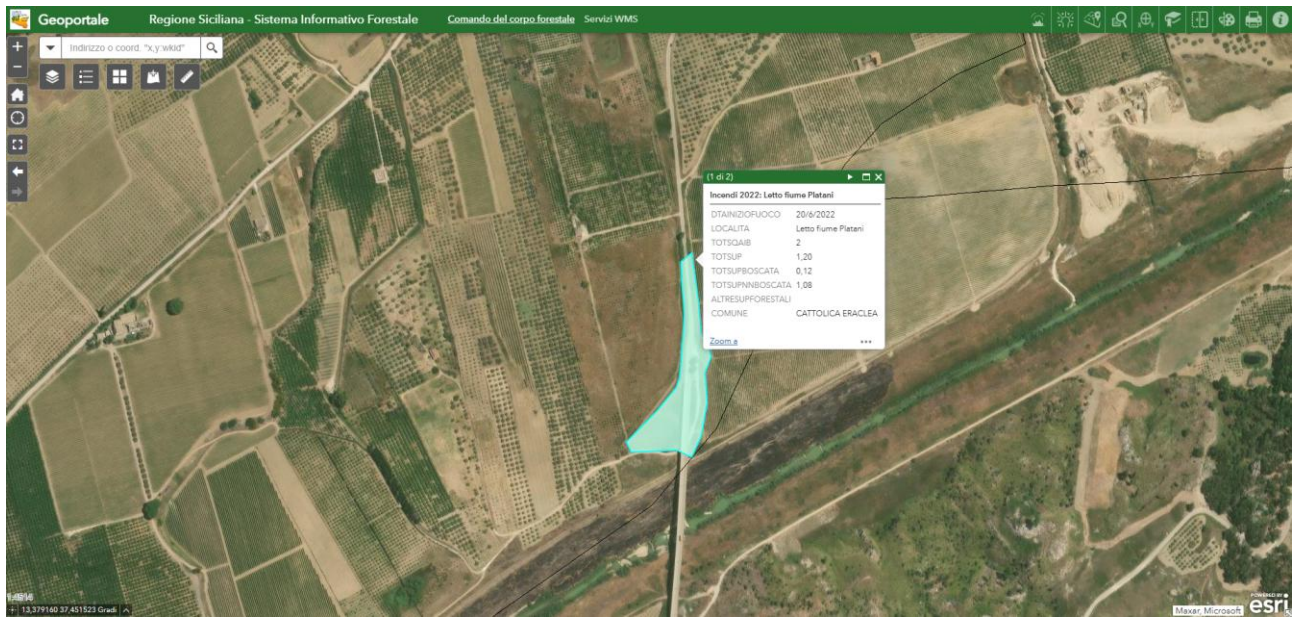 Geoportale Regione Siciliana - Sistema Informativo Forestale Comando del corpo forestale Servizi WMS
Indirizzo o coord. "x,y:wkid"
(1 di 2)
Incendi 2022: Letto fiume Platani
DTAINIZIOFUOCO 20/6/2022
LOCALITA Letto fiume Platani
TOTSQAIB 2
TOTSUP 1,20
TOTSUPBOSCATA 0,12
TOTSUPNNBOSCATA 1,08
ALTRESUPFORESTALI
COMUNE CATTOLICA ERACLEA
Zoom a
13,379160 37,451523 Gradi
Maxar, Microsoft
POWERED BY
esri